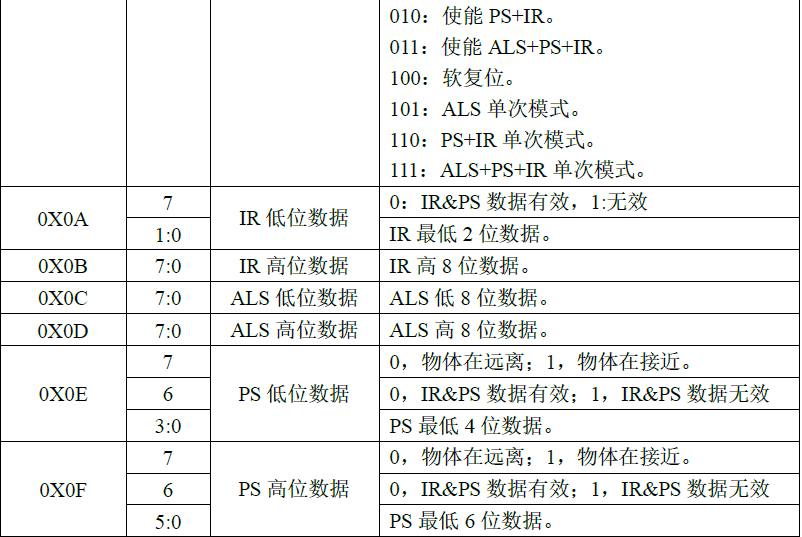 010：使能 PS+IR。
011：使能 ALS+PS+IR。
100：软复位。
101：ALS 单次模式。
110：PS+IR 单次模式。
111：ALS+PS+IR 单次模式。
0X0A
7
IR 低位数据
0：IR&PS 数据有效，1:无效
1:0
IR 最低 2 位数据。
0X0B
7:0
IR 高位数据
IR 高 8 位数据。
0X0C
7:0
ALS 低位数据
ALS 低 8 位数据。
0X0D
7:0
ALS 高位数据
ALS 高 8 位数据。
0X0E
7
PS 低位数据
0，物体在远离；1，物体在接近。
6
0，IR&PS 数据有效；1，IR&PS 数据无效
3:0
PS 最低 4 位数据。
0X0F
7
PS 高位数据
0，物体在远离；1，物体在接近。
6
0，IR&PS 数据有效；1，IR&PS 数据无效
5:0
PS 最低 6 位数据。